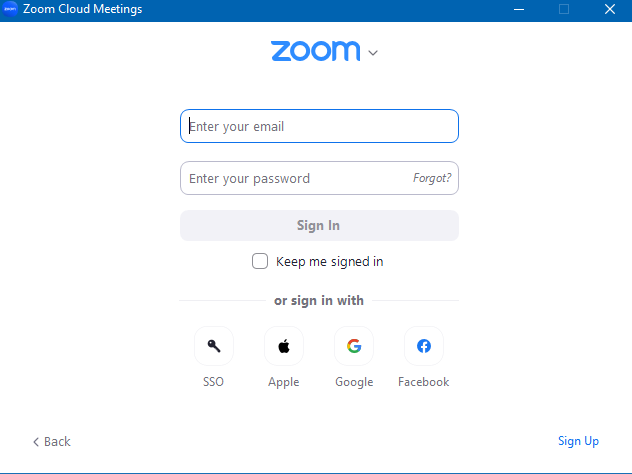 Zoom Cloud Meetings
zoom
Enter your email
Enter your password Forgot?
Sign In
Keep me signed in
or sign in with
SSO Apple Google Facebook
Back Sign Up